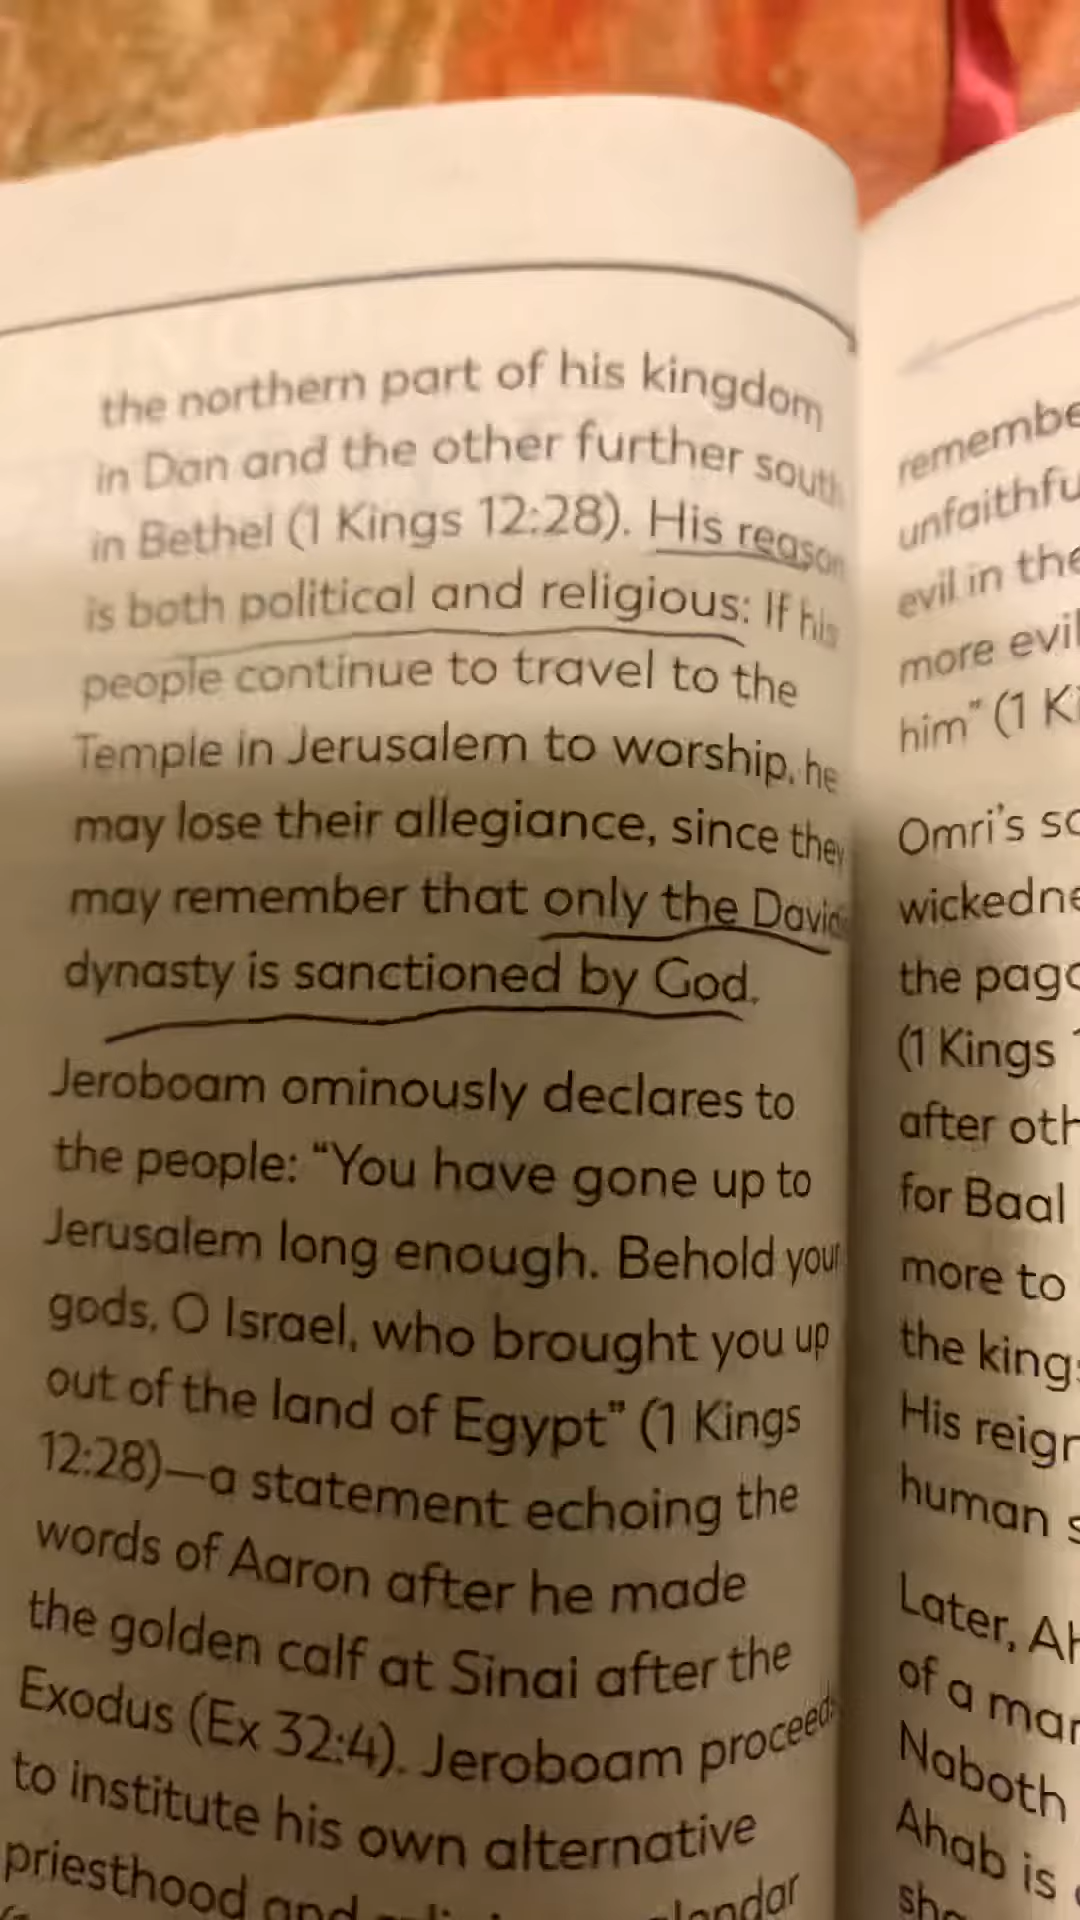 the northern part of his kingdom
in Dan and the other further south
in Bethel (1 Kings 12:28). His reason
is both political and religious: If his
people continue to travel to the
Temple in Jerusalem to worship, he
may lose their allegiance, since they
may remember that only the David
dynasty is sanctioned by God.
Jeroboam ominously declares to
the people: “You have gone up to
Jerusalem long enough. Behold your
gods, O Israel, who brought you up
out of the land of Egypt” (1 Kings
12:28)—a statement echoing the
words of Aaron after he made
the golden calf at Sinai after the
Exodus (Ex 32:4). Jeroboam proceeds
to institute his own alternative
priesthood and
remembe
unfaithfu
evil in the
more evil
him” (1 Ki
Omri’s so
wickedne
the paga
(1 Kings
after oth
for Baal
more to
the king
His reign
human s
Later, Ah
of a mar
Naboth
Ahab is